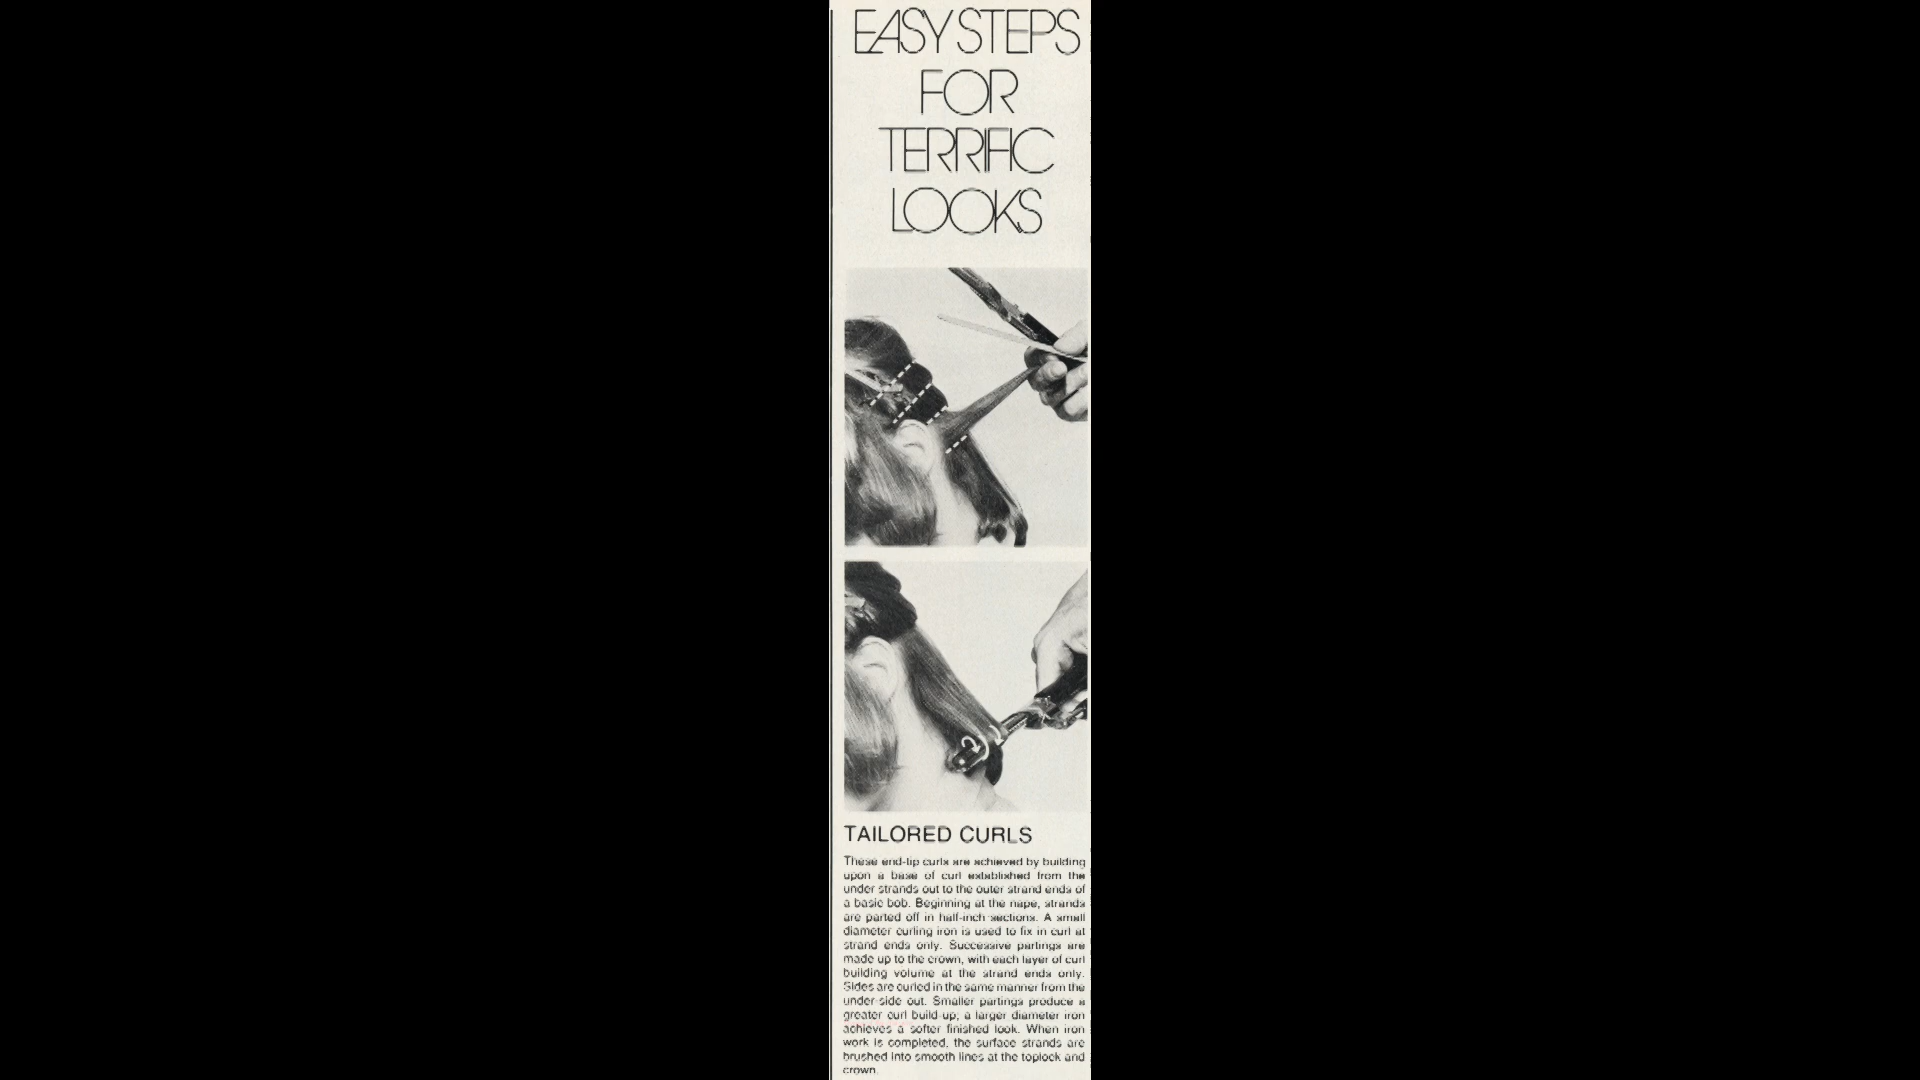 EASY STEPS
FOR
TERRIFIC
LOOKS
TAILORED CURLS
These end-tip curls are achieved by building
upon a base of curl established from the
under strands out to the outer strand ends of
a basic bob. Beginning at the nape, strands
are parted off in half-inch sections. A small
diameter curling iron is used to fix in curl at
strand ends only. Successive partings are
made up to the crown, with each layer of curl
building volume at the strand ends only.
Sides are curled in the same manner from the
under-side out. Smaller partings produce a
greater curl build-up; a larger diameter iron
achieves a softer finished look. When iron
work is completed, the surface strands are
brushed into smooth lines at the toplock and
crown.